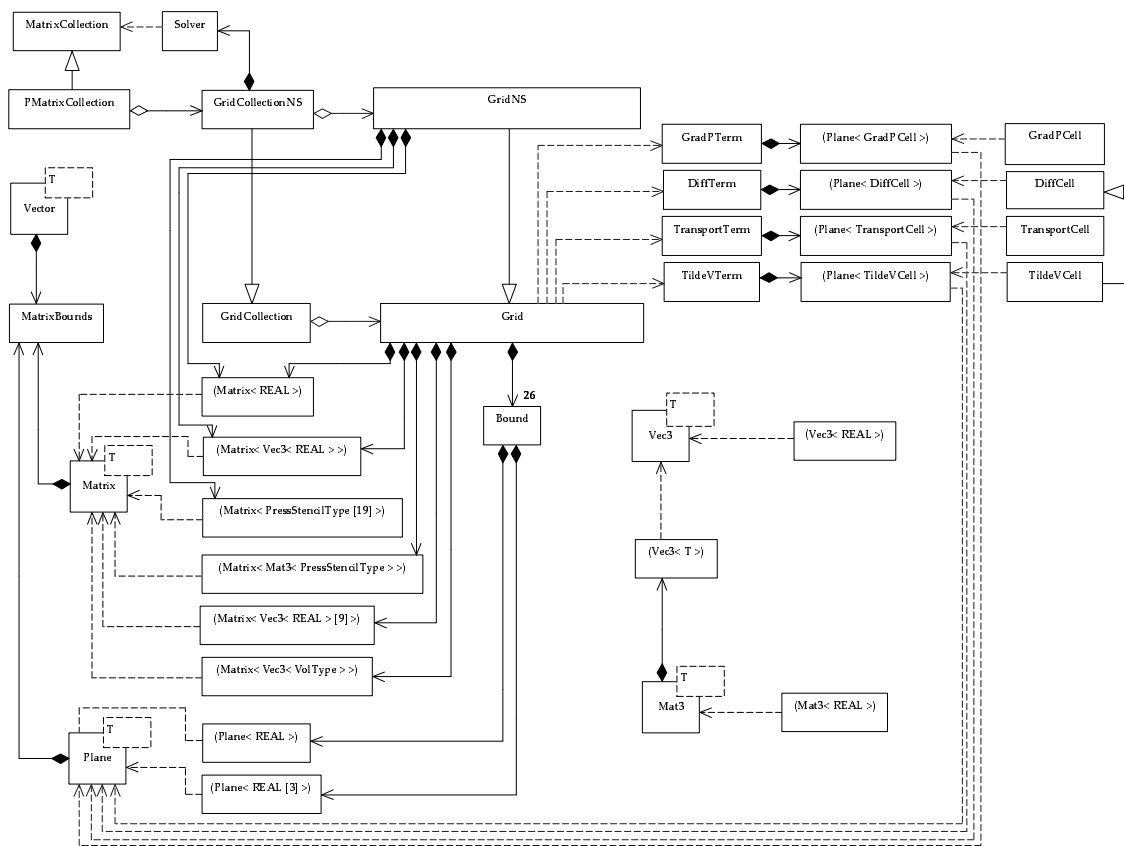 MatrixCollection
Solver
PMatrixCollection
GridCollectionNS
GridNS
GradPTerm
(Plane< GradPCell >)
GradPCell
T
Vector
DiffTerm
(Plane< DiffCell >)
DiffCell
TransportTerm
(Plane< TransportCell >)
TransportCell
TildeVTerm
(Plane< TildeVCell >)
TildeVCell
MatrixBounds
GridCollection
Grid
(Matrix< REAL >)
26
Bound
T
Vec3
(Vec3< REAL >)
(Matrix< Vec3< REAL > >)
T
Matrix
(Matrix< PressStencilType [19] >)
(Vec3< T >)
(Matrix< Mat3< PressStencilType > >)
(Matrix< Vec3< REAL > [9] >)
(Matrix< Vec3< VolType > >)
T
Mat3
(Mat3< REAL >)
T
Plane
(Plane< REAL >)
(Plane< REAL [3] >)